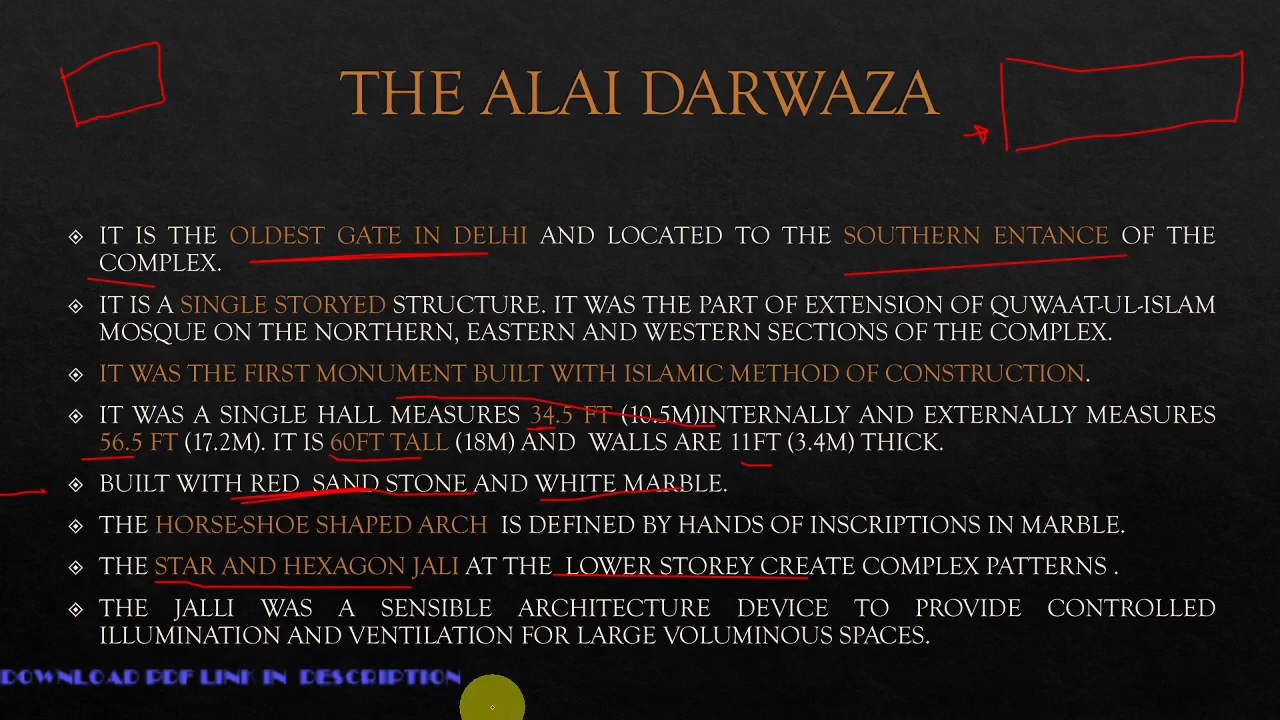 THE ALAI DARWAZA
IT IS THE OLDEST GATE IN DELHI AND LOCATED TO THE SOUTHERN ENTANCE OF THE
COMPLEX.
IT IS A SINGLE STORYED STRUCTURE. IT WAS THE PART OF EXTENSION OF QUWAAT-UL-ISLAM
MOSQUE ON THE NORTHERN, EASTERN AND WESTERN SECTIONS OF THE COMPLEX.
IT WAS THE FIRST MONUMENT BUILT WITH ISLAMIC METHOD OF CONSTRUCTION.
IT WAS A SINGLE HALL MEASURES 34.5 FT (10.5M)INTERNALLY AND EXTERNALLY MEASURES
56.5 FT (17.2M). IT IS 60FT TALL (18M) AND WALLS ARE 11FT (3.4M) THICK.
BUILT WITH RED SAND STONE AND WHITE MARBLE.
THE HORSE-SHOE SHAPED ARCH IS DEFINED BY HANDS OF INSCRIPTIONS IN MARBLE.
THE STAR AND HEXAGON JALI AT THE LOWER STOREY CREATE COMPLEX PATTERNS .
THE JALLI WAS A SENSIBLE ARCHITECTURE DEVICE TO PROVIDE CONTROLLED
ILLUMINATION AND VENTILATION FOR LARGE VOLUMINOUS SPACES.
DOWNLOAD PDF LINK IN DESCRIPTION